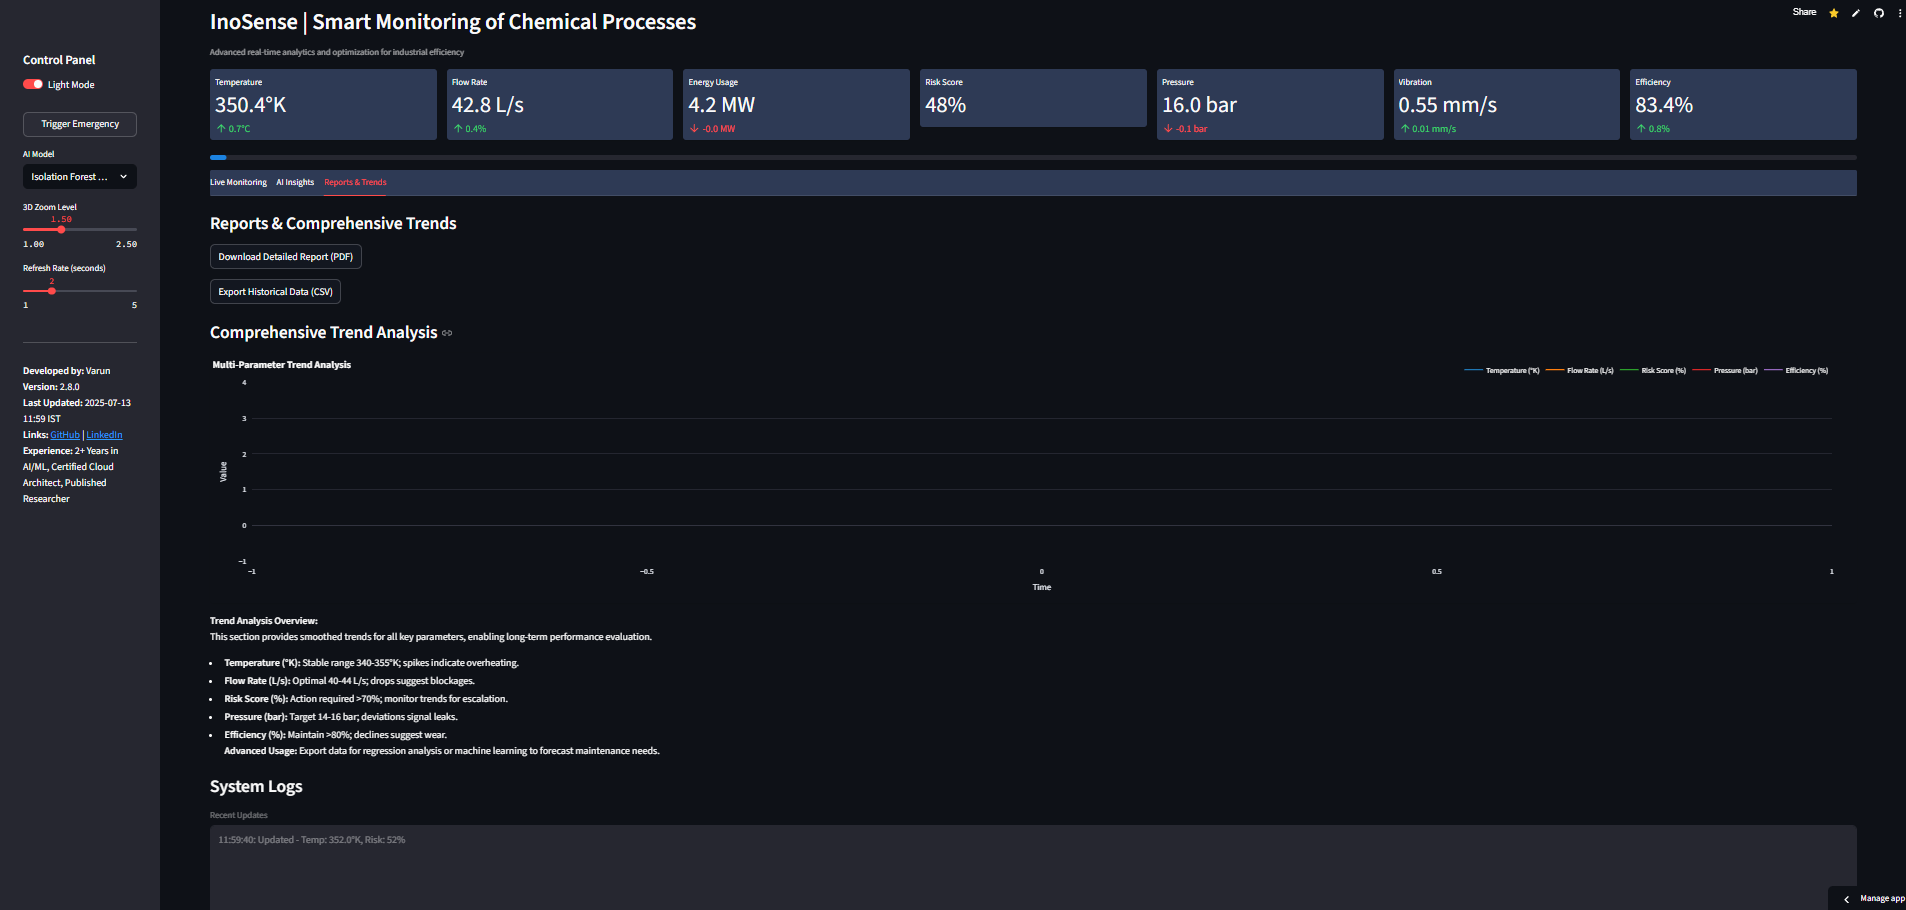 Share
InoSense | Smart Monitoring of Chemical Processes
Advanced real-time analytics and optimization for industrial efficiency
Control Panel
Light Mode
Trigger Emergency
AI Model
Isolation Forest ...
3D Zoom Level
1.50
1.00 2.50
Refresh Rate (seconds)
2
1 5
Developed by: Varun
Version: 2.8.0
Last Updated: 2025-07-13
11:59 IST
Links: GitHub | LinkedIn
Experience: 2+ Years in
AI/ML, Certified Cloud
Architect, Published
Researcher
Temperature
350.4°K
↑ 0.7°C
Flow Rate
42.8 L/s
↑ 0.4%
Energy Usage
4.2 MW
↓ -0.0 MW
Risk Score
48%
Pressure
16.0 bar
↓ -0.1 bar
Vibration
0.55 mm/s
↑ 0.01 mm/s
Efficiency
83.4%
↑ 0.8%
Live Monitoring AI Insights Reports & Trends
Reports & Comprehensive Trends
Download Detailed Report (PDF)
Export Historical Data (CSV)
Comprehensive Trend Analysis
Multi-Parameter Trend Analysis
Temperature (°K) Flow Rate (L/s) Risk Score (%) Pressure (bar) Efficiency (%)
4
3
2
1
0
−1
Value
−1 −0.5 0 0.5 1
Time
Trend Analysis Overview:
This section provides smoothed trends for all key parameters, enabling long-term performance evaluation.
• Temperature (°K): Stable range 340-355°K; spikes indicate overheating.
• Flow Rate (L/s): Optimal 40-44 L/s; drops suggest blockages.
• Risk Score (%): Action required >70%; monitor trends for escalation.
• Pressure (bar): Target 14-16 bar; deviations signal leaks.
• Efficiency (%): Maintain >80%; declines suggest wear.
Advanced Usage: Export data for regression analysis or machine learning to forecast maintenance needs.
System Logs
Recent Updates
11:59:40: Updated - Temp: 352.0°K, Risk: 52%
Manage app